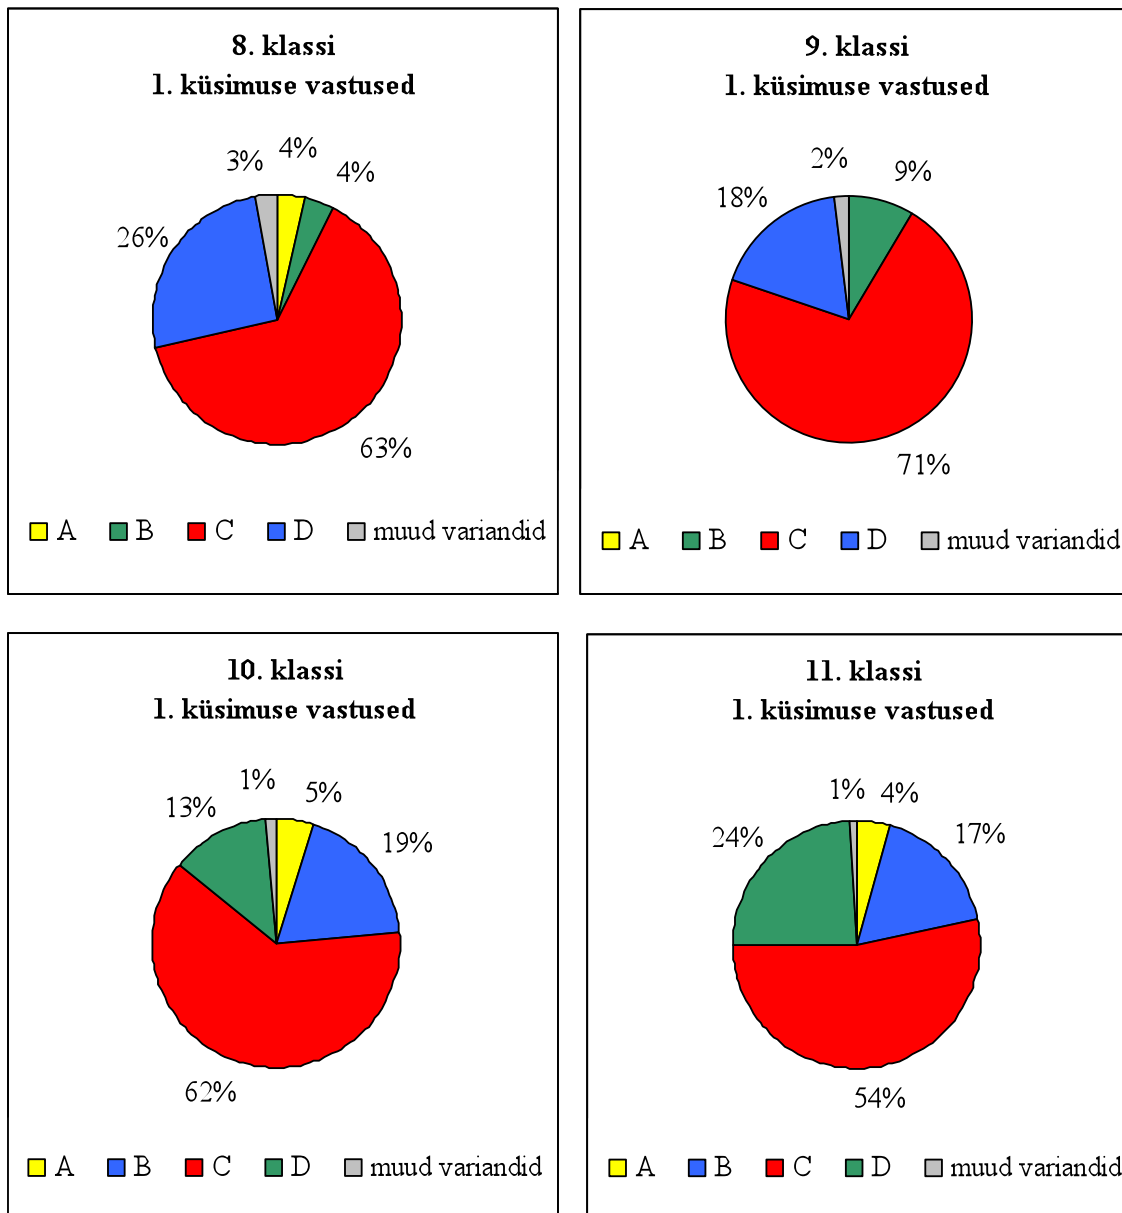 8. klassi
1. küsimuse vastused
3%
4%
4%
26%
63%
A B C D muud variandid
9. klassi
1. küsimuse vastused
2%
9%
18%
71%
A B C D muud variandid
10. klassi
1. küsimuse vastused
1%
5%
13%
19%
62%
A B C D muud variandid
11. klassi
1. küsimuse vastused
1%
4%
24%
17%
54%
A B C D muud variandid